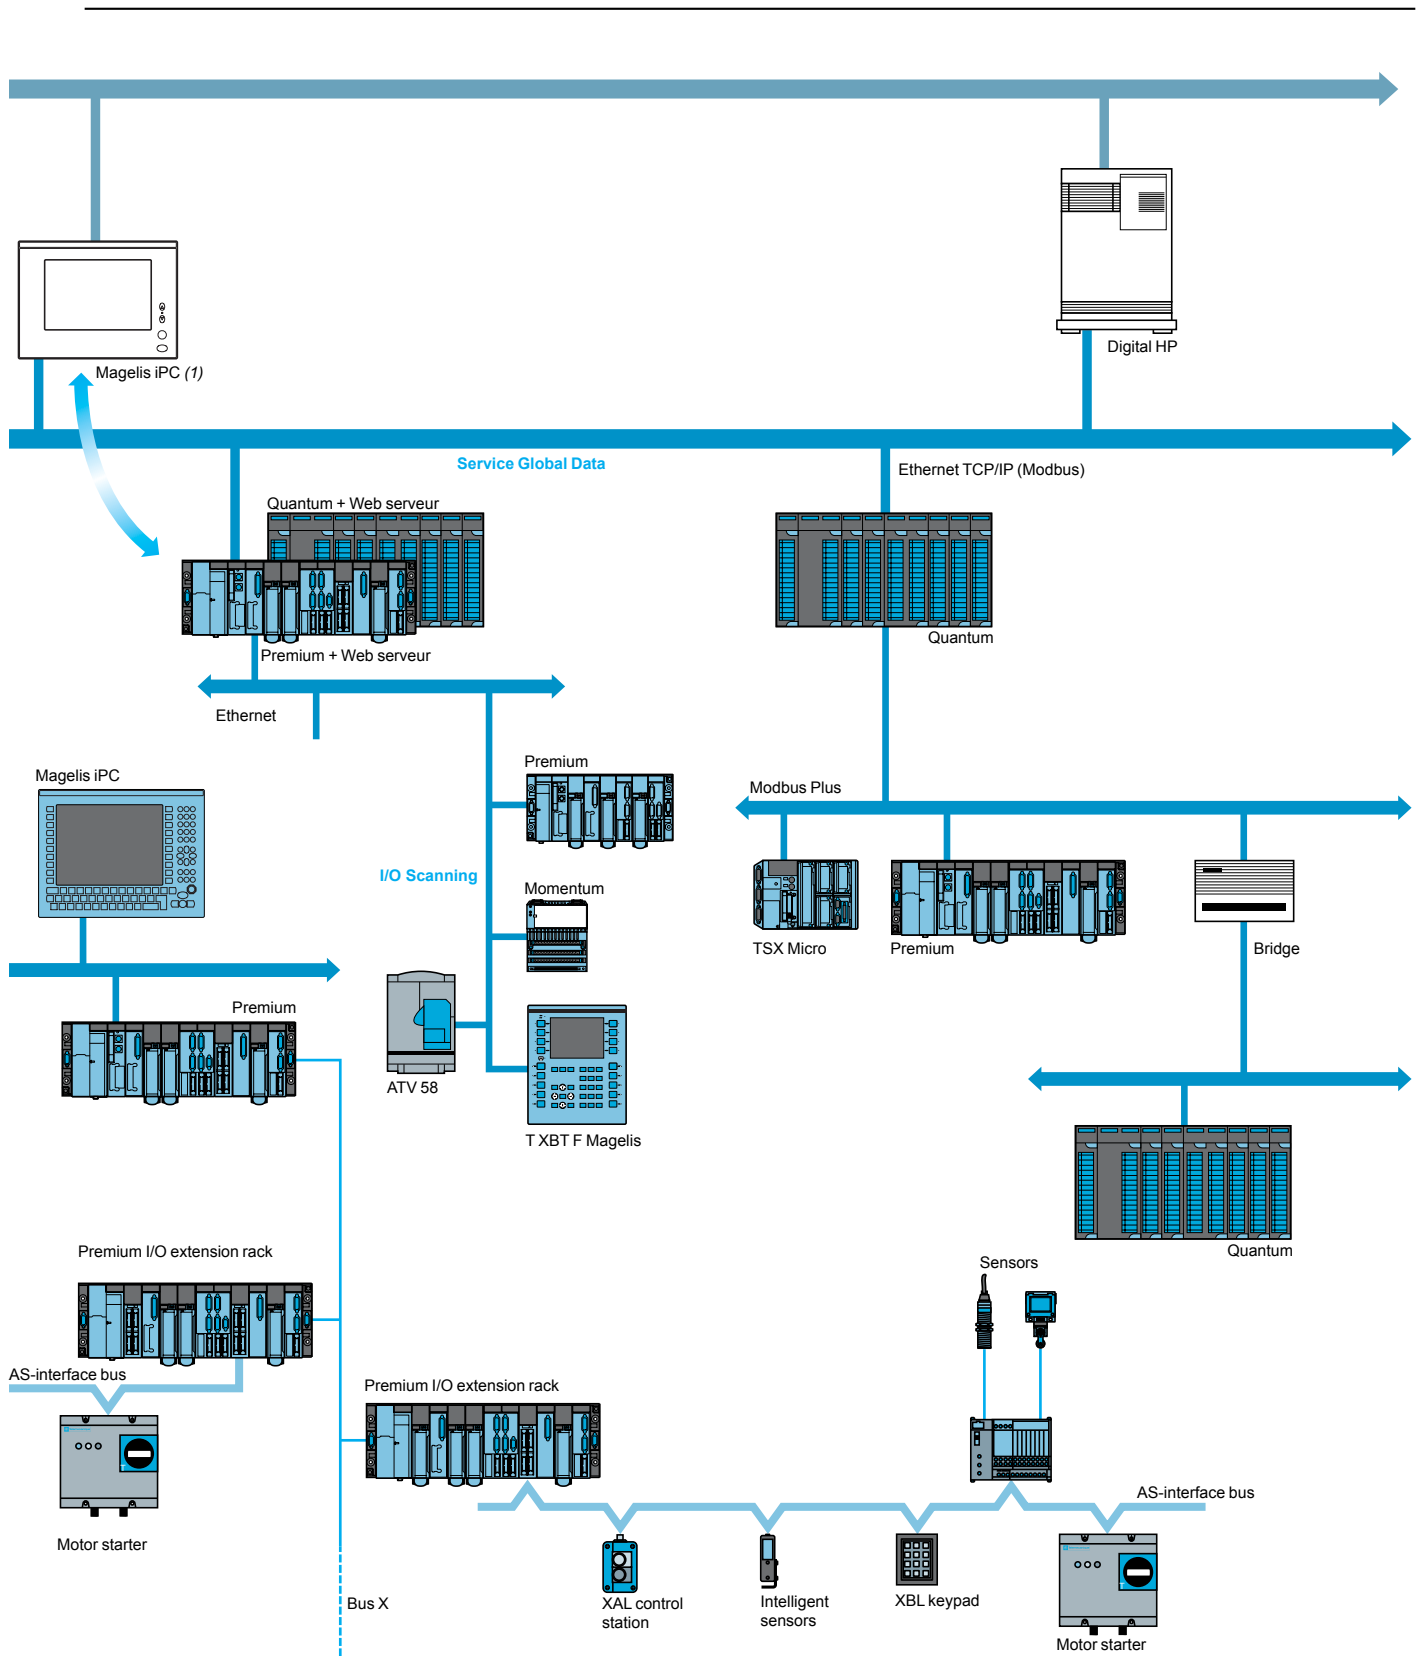 Digital HP
Magelis iPC (1)
Service Global Data
Ethernet TCP/IP (Modbus)
Quantum + Web serveur
Quantum
Premium + Web serveur
Ethernet
Premium
Magelis iPC
Modbus Plus
I/O Scanning
Momentum
TSX Micro
Premium
Bridge
Premium
ATV 58
T XBT F Magelis
Premium I/O extension rack
Quantum
Sensors
AS-interface bus
Premium I/O extension rack
AS-interface bus
Motor starter
Bus X
XAL control
station
Intelligent
sensors
XBL keypad
Motor starter